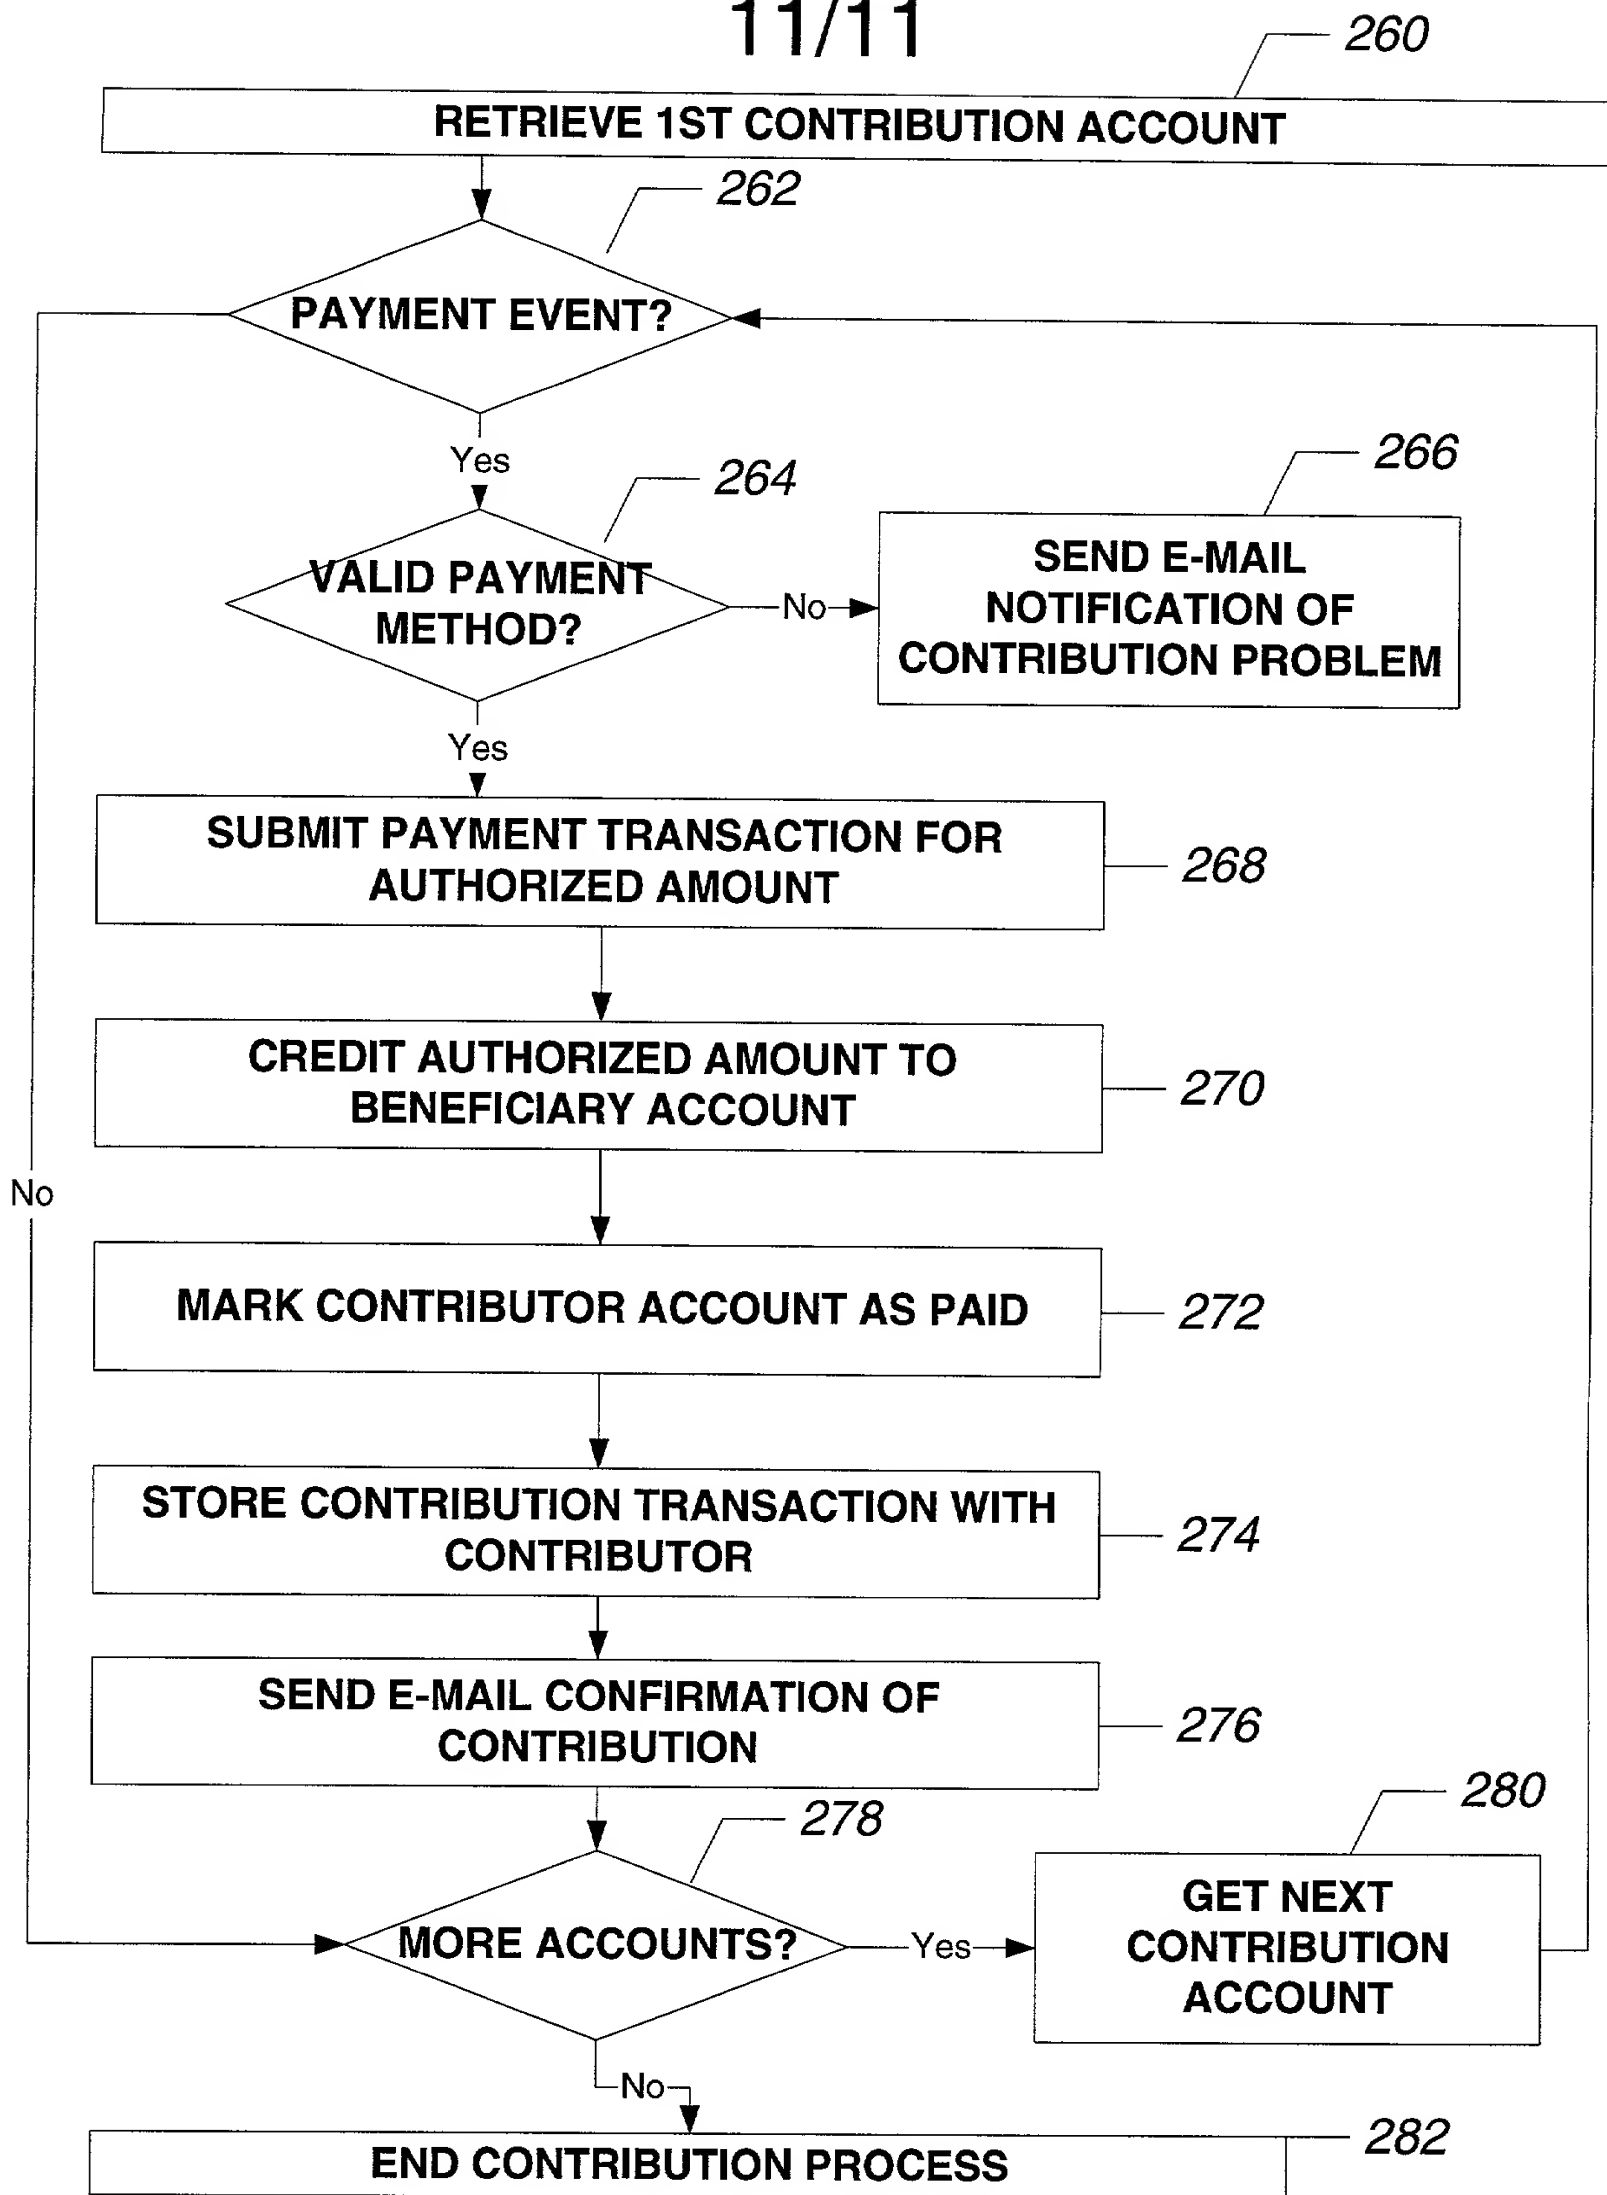 11/11
260
RETRIEVE 1ST CONTRIBUTION ACCOUNT
262
PAYMENT EVENT?
Yes
264
VALID PAYMENT
METHOD?
No
266
SEND E-MAIL
NOTIFICATION OF
CONTRIBUTION PROBLEM
Yes
SUBMIT PAYMENT TRANSACTION FOR
AUTHORIZED AMOUNT
268
CREDIT AUTHORIZED AMOUNT TO
BENEFICIARY ACCOUNT
270
No
MARK CONTRIBUTOR ACCOUNT AS PAID
272
STORE CONTRIBUTION TRANSACTION WITH
CONTRIBUTOR
274
SEND E-MAIL CONFIRMATION OF
CONTRIBUTION
276
278
MORE ACCOUNTS?
Yes
280
GET NEXT
CONTRIBUTION
ACCOUNT
No
END CONTRIBUTION PROCESS
282